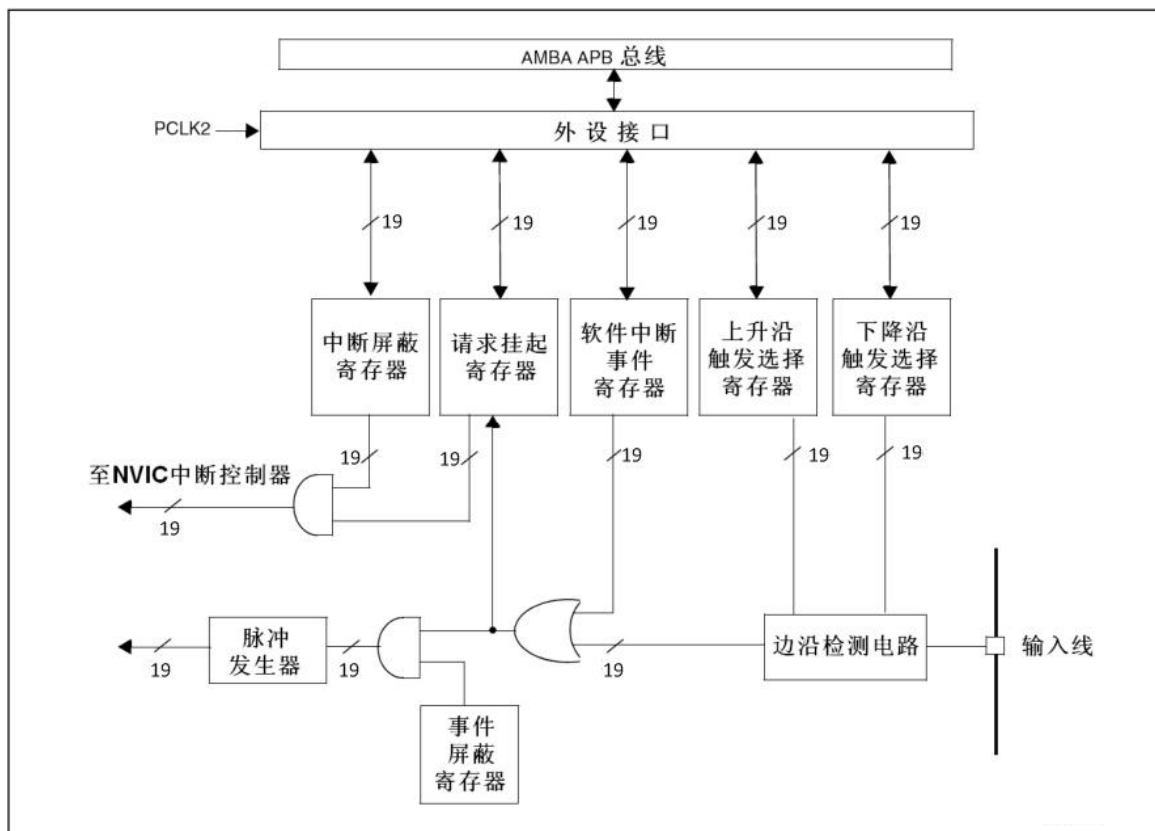 AMBA APB 总线
PCLK2
外设接口
19 19 19 19 19
中断屏蔽
寄存器
请求挂起
寄存器
软件中断
事件
寄存器
上升沿
触发选择
寄存器
下降沿
触发选择
寄存器
19 19 19 19 19
至NVIC中断控制器
19
脉冲
发生器
19 19 19
边沿检测电路
输入线
事件
屏蔽
寄存器